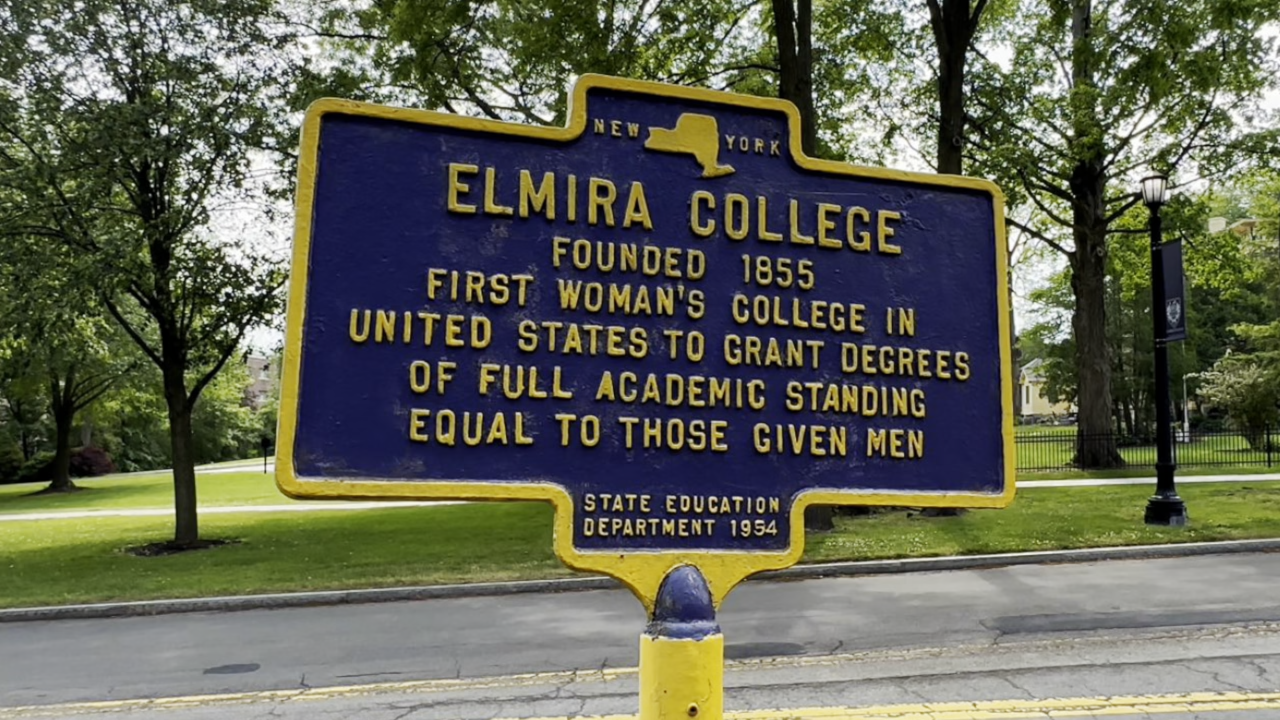 NEW YORK
ELMIRA COLLEGE
FOUNDED 1855
FIRST WOMAN'S COLLEGE IN
UNITED STATES TO GRANT DEGREES
OF FULL ACADEMIC STANDING
EQUAL TO THOSE GIVEN MEN
STATE EDUCATION
DEPARTMENT 1954